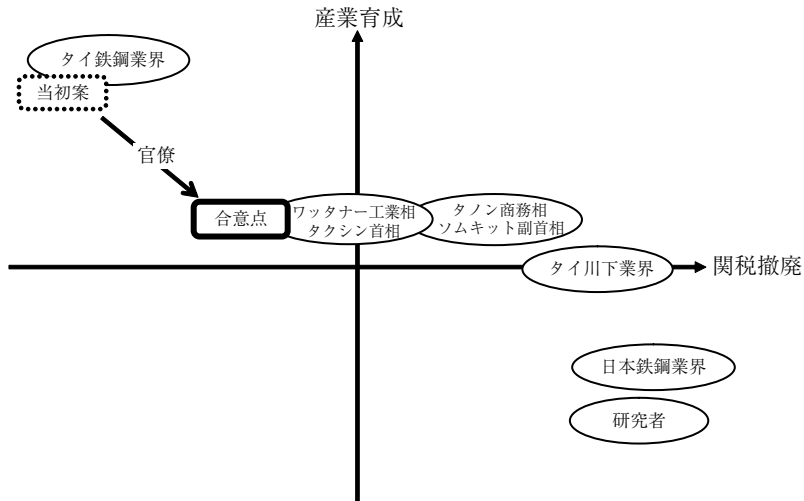 産業育成
タイ鉄鋼業界
当初案
官僚
合意点
ワッタナー工業相
タクシン首相
タノン商務相
ソムキット副首相
タイ川下業界
関税撤廃
日本鉄鋼業界
研究者